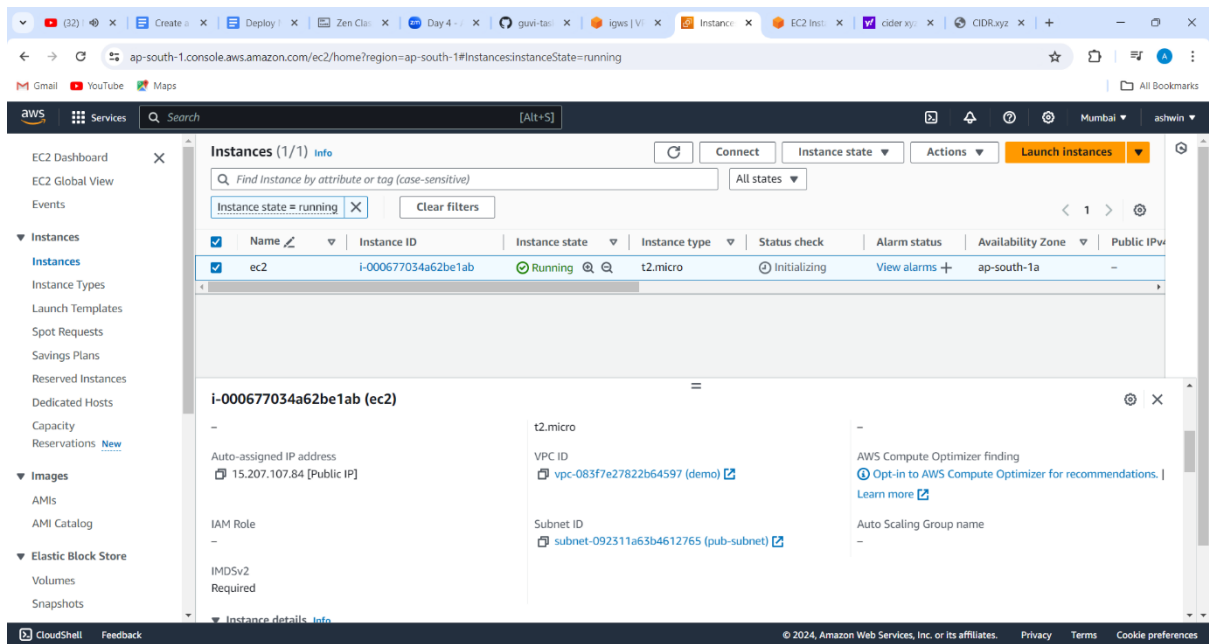 (32)
Create a
Deploy
Zen Clas
Day 4 -
guvi-tas
igws | V
Instance
EC2 Inst
cider xyz
CIDR.xyz
ap-south-1.console.aws.amazon.com/ec2/home?region=ap-south-1#Instances:instanceState=running
Gmail YouTube Maps All Bookmarks
aws Services Search [Alt+S] Mumbai ashwin
EC2 Dashboard
EC2 Global View
Events
Instances
Instances
Instance Types
Launch Templates
Spot Requests
Savings Plans
Reserved Instances
Dedicated Hosts
Capacity
Reservations New
Images
AMIs
AMI Catalog
Elastic Block Store
Volumes
Snapshots
Instances (1/1) Info Connect Instance state Actions Launch instances
Find Instance by attribute or tag (case-sensitive) All states
Instance state = running Clear filters 1
Name Instance ID Instance state Instance type Status check Alarm status Availability Zone Public IPv4
ec2 i-000677034a62be1ab Running t2.micro Initializing View alarms + ap-south-1a –
i-000677034a62be1ab (ec2)
– t2.micro –
Auto-assigned IP address VPC ID AWS Compute Optimizer finding
15.207.107.84 [Public IP] vpc-083f7e27822b64597 (demo) Opt-in to AWS Compute Optimizer for recommendations. |
Learn more
IAM Role Subnet ID Auto Scaling Group name
– subnet-092311a63b4612765 (pub-subnet) –
IMDSv2
Required
Instance details Info
CloudShell Feedback © 2024, Amazon Web Services, Inc. or its affiliates. Privacy Terms Cookie preferences